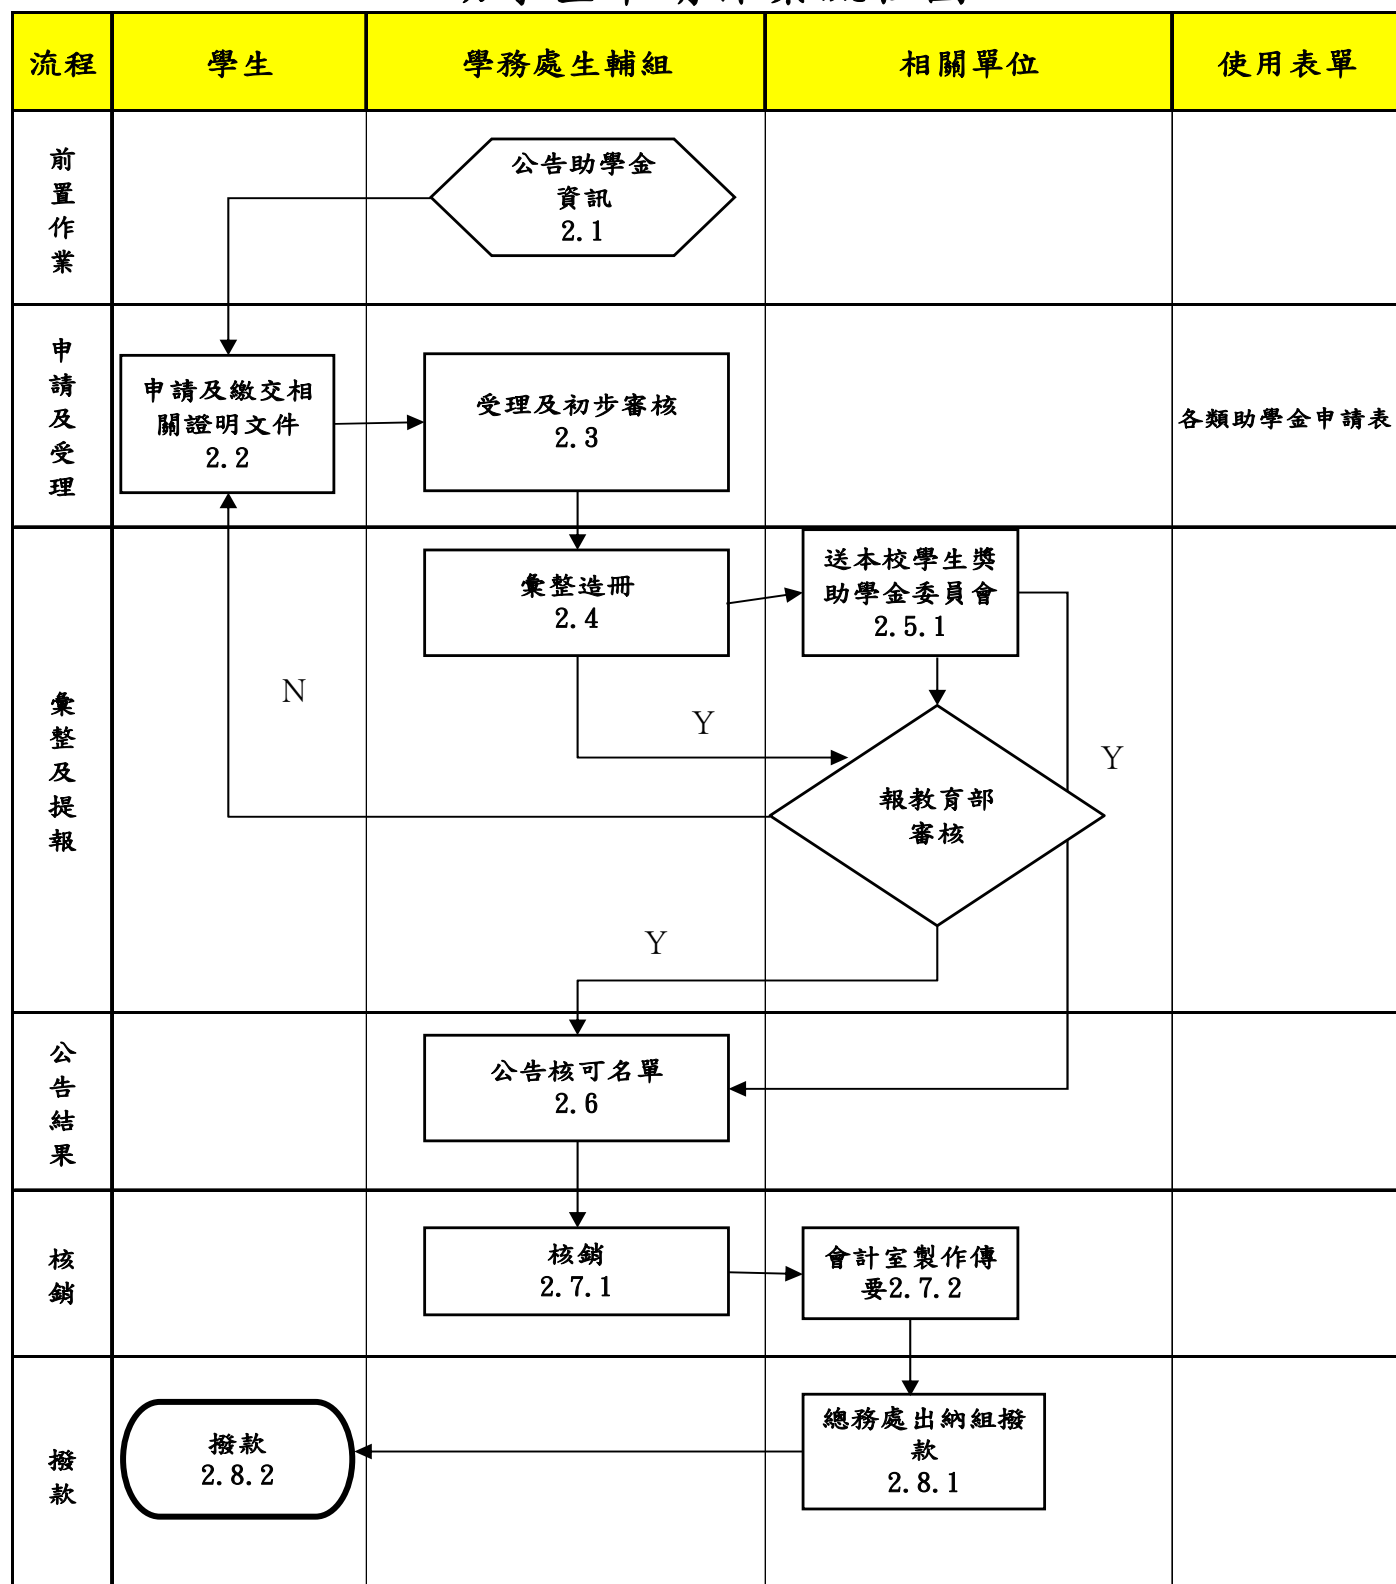 流程
學生
學務處生輔組
相關單位
使用表單
前
置
作
業
公告助學金
資訊
2.1
申
請
及
受
理
申請及繳交相
關證明文件
2.2
受理及初步審核
2.3
各類助學金申請表
彙
整
及
提
報
彙整造冊
2.4
送本校學生獎
助學金委員會
2.5.1
N
Y
Y
報教育部
審核
Y
公
告
結
果
公告核可名單
2.6
核
銷
核銷
2.7.1
會計室製作傳
要2.7.2
撥
款
撥款
2.8.2
總務處出納組撥
款
2.8.1